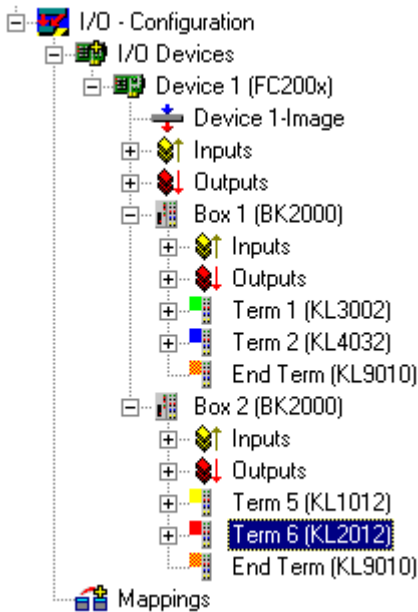 I/O - Configuration
I/O Devices
Device 1 (FC200x)
Device 1-Image
Inputs
Outputs
Box 1 (BK2000)
Inputs
Outputs
Term 1 (KL3002)
Term 2 (KL4032)
End Term (KL9010)
Box 2 (BK2000)
Inputs
Outputs
Term 5 (KL1012)
Term 6 (KL2012)
End Term (KL9010)
Mappings